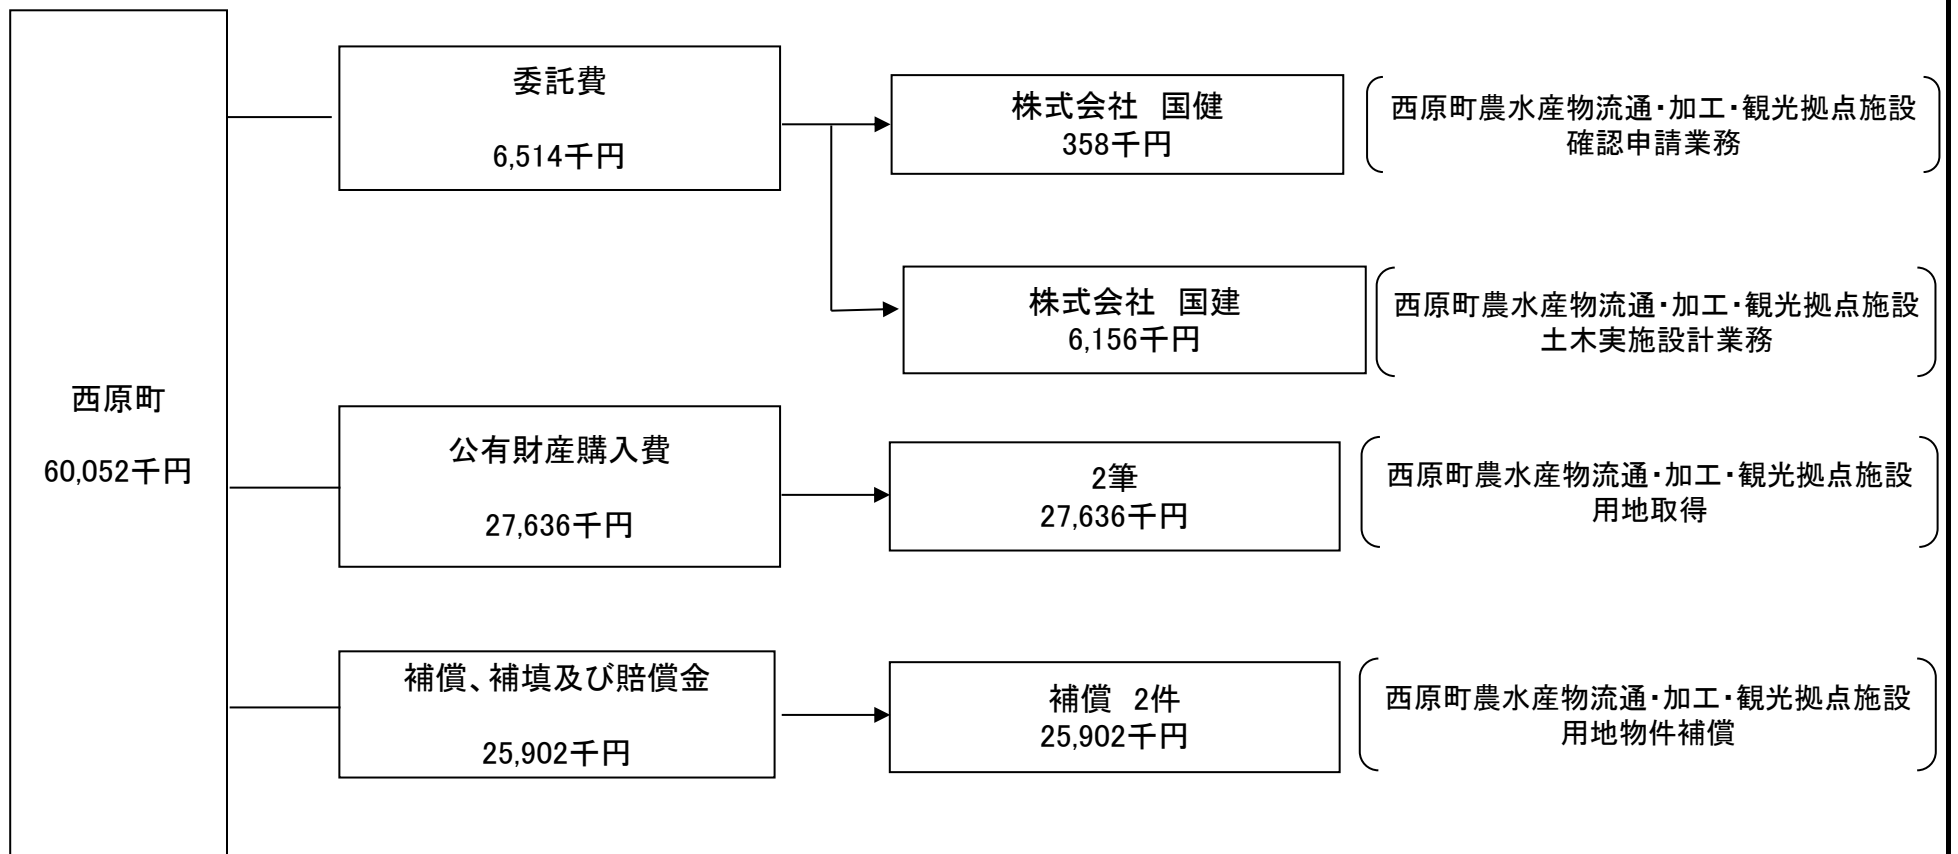 西原町
60,052千円
委託費
6,514千円
株式会社　国健
358千円
西原町農水産物流通・加工・観光拠点施設
確認申請業務
株式会社　国建
6,156千円
西原町農水産物流通・加工・観光拠点施設
土木実施設計業務
公有財産購入費
27,636千円
2筆
27,636千円
西原町農水産物流通・加工・観光拠点施設
用地取得
補償、補填及び賠償金
25,902千円
補償　2件
25,902千円
西原町農水産物流通・加工・観光拠点施設
用地物件補償